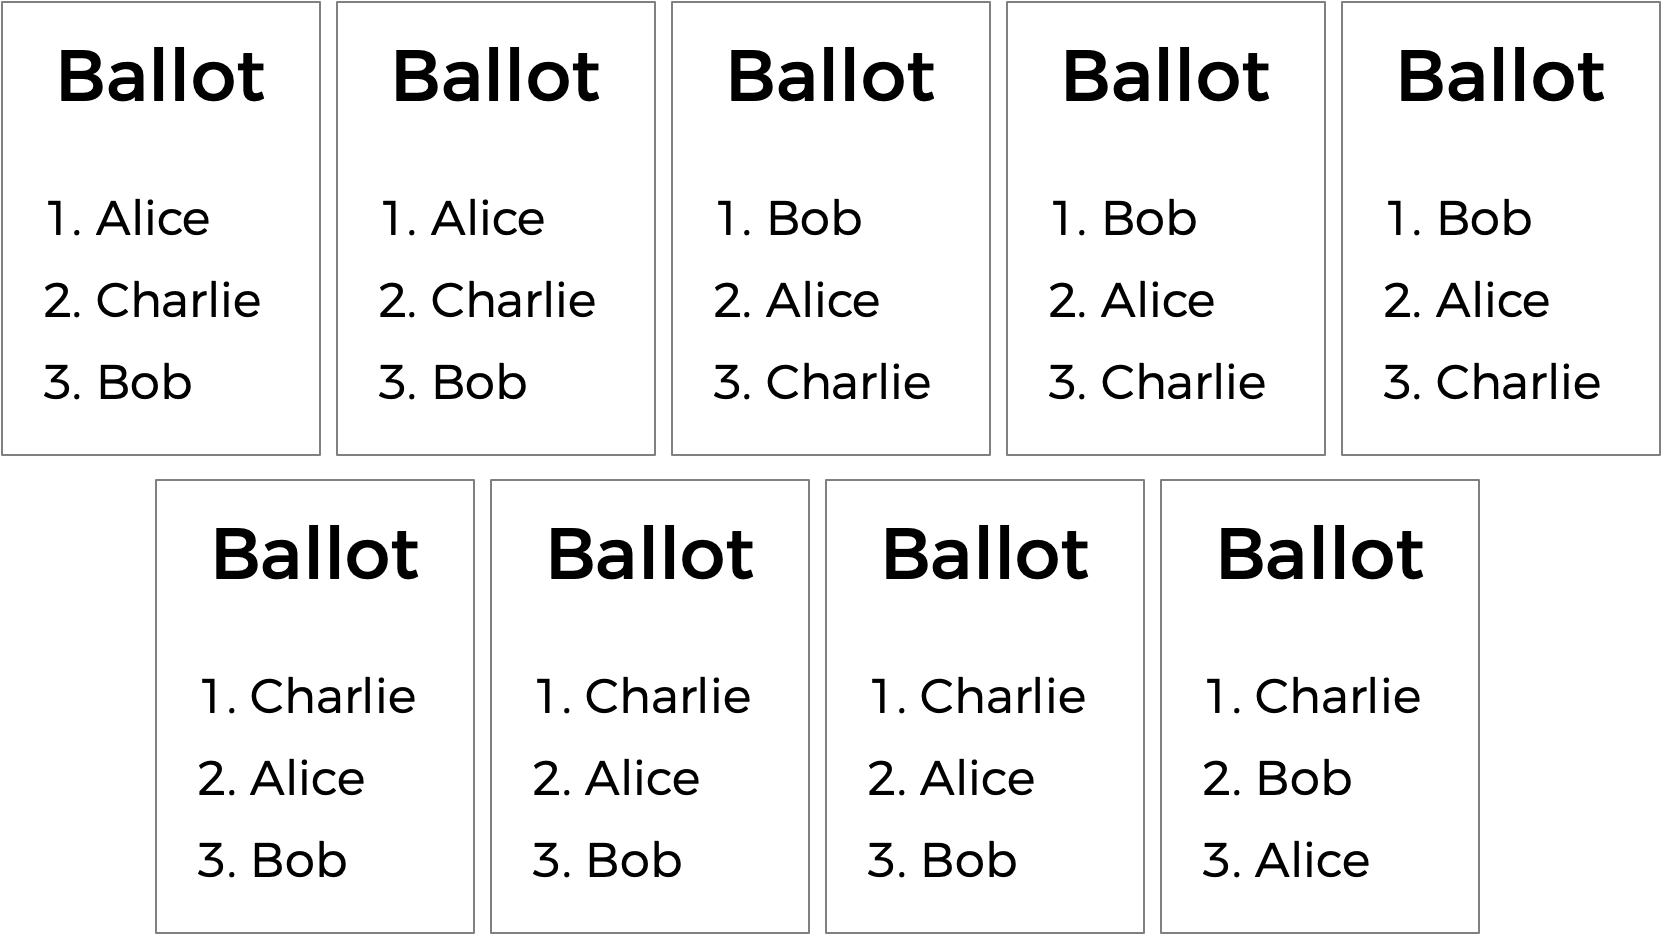 Ballot
1. Alice
2. Charlie
3. Bob
Ballot
1. Alice
2. Charlie
3. Bob
Ballot
1. Bob
2. Alice
3. Charlie
Ballot
1. Bob
2. Alice
3. Charlie
Ballot
1. Bob
2. Alice
3. Charlie
Ballot
1. Charlie
2. Alice
3. Bob
Ballot
1. Charlie
2. Alice
3. Bob
Ballot
1. Charlie
2. Alice
3. Bob
Ballot
1. Charlie
2. Bob
3. Alice